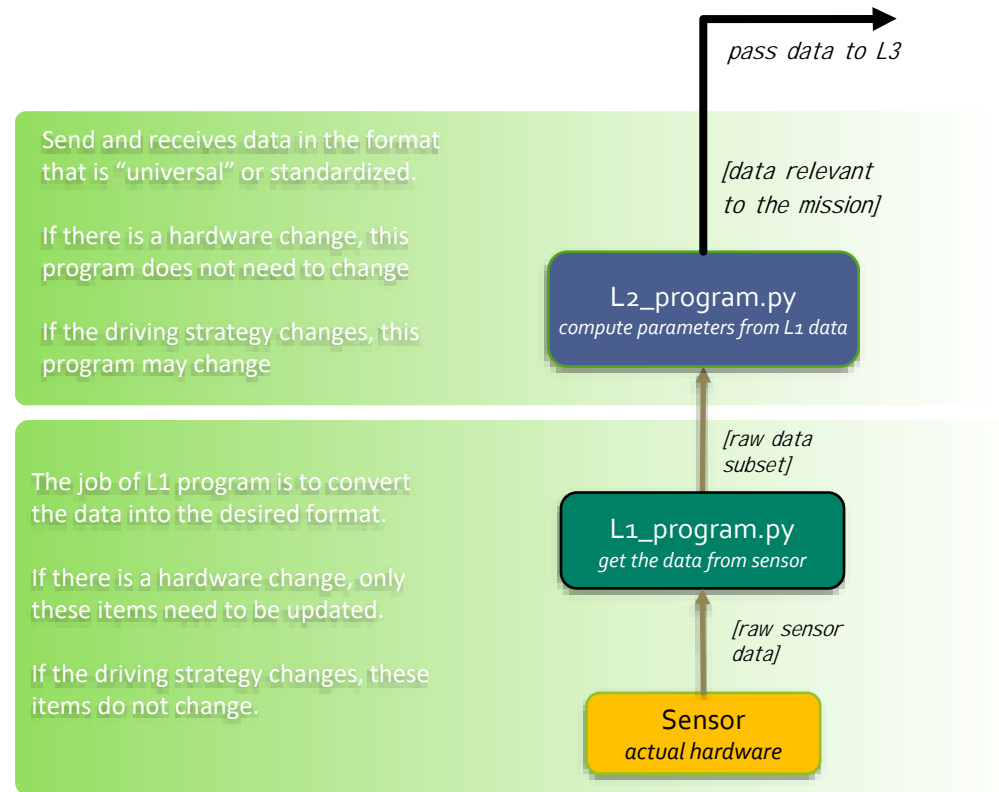 pass data to L3
Send and receives data in the format
that is “universal” or standardized.
If there is a hardware change, this
program does not need to change
If the driving strategy changes, this
program may change
[data relevant
to the mission]
L2_program.py
compute parameters from L1 data
[raw data
subset]
The job of L1 program is to convert
the data into the desired format.
If there is a hardware change, only
these items need to be updated.
If the driving strategy changes, these
items do not change.
L1_program.py
get the data from sensor
[raw sensor
data]
Sensor
actual hardware